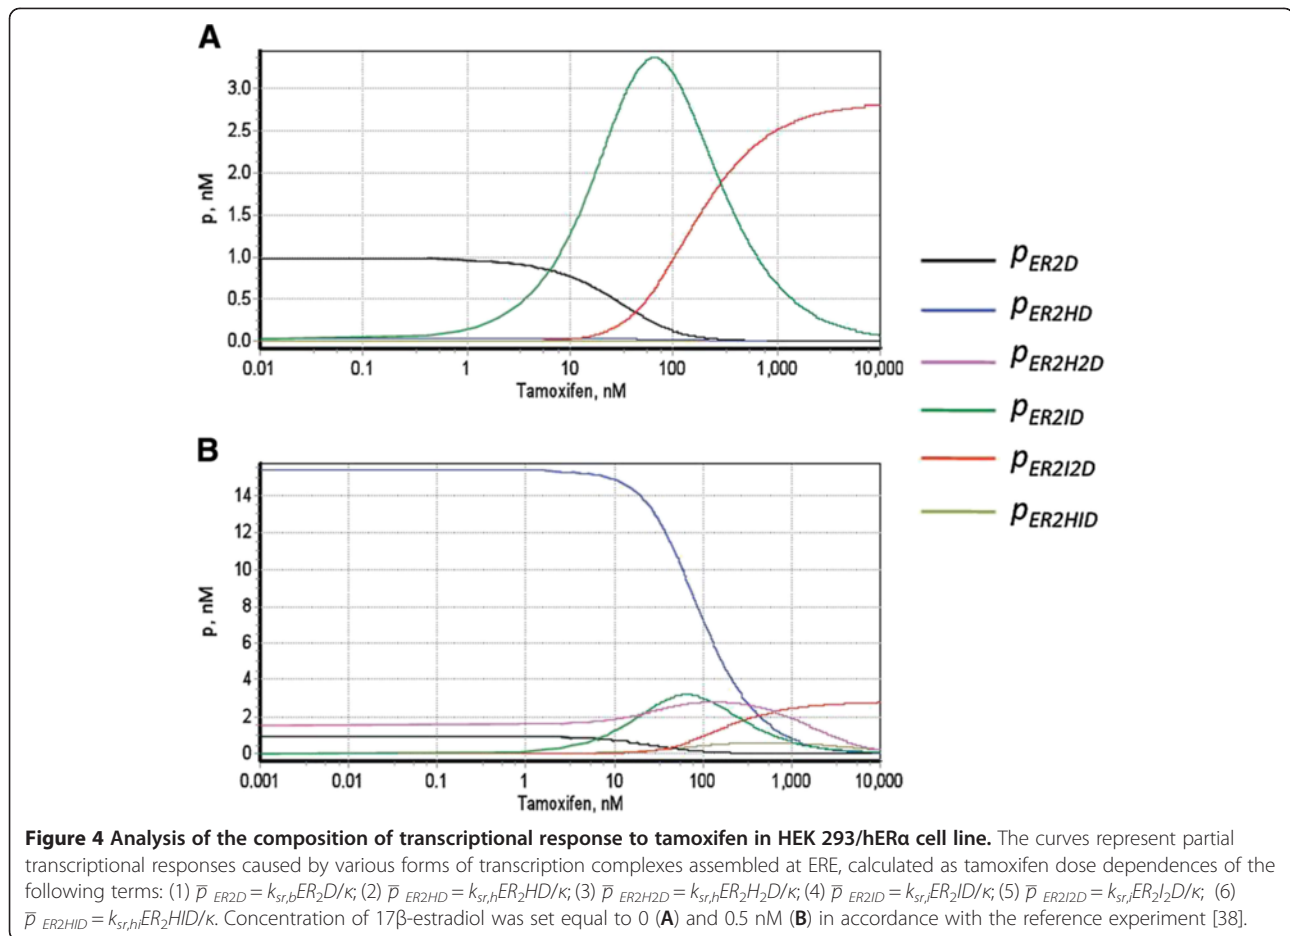 A
p, nM
3.0
2.5
2.0
1.5
1.0
0.5
0.0
0.01 0.1 1 10 100 1,000 10,000
Tamoxifen, nM
B
p, nM
14
12
10
8
6
4
2
0
0.001 0.01 0.1 1 10 100 1,000 10,000
Tamoxifen, nM
p ER2D
p ER2HD
p ER2H2D
p ER2ID
p ER2I2D
p ER2HID
Figure 4 Analysis of the composition of transcriptional response to tamoxifen in HEK 293/hERα cell line. The curves represent partial
transcriptional responses caused by various forms of transcription complexes assembled at ERE, calculated as tamoxifen dose dependences of the
following terms: (1) p̅ ER2D = ksr,bER2D/κ; (2) p̅ ER2HD = ksr,hER2HD/κ; (3) p̅ ER2H2D = ksr,hER2H2D/κ; (4) p̅ ER2ID = ksr,iER2ID/κ; (5) p̅ ER2I2D = ksr,iER2I2D/κ; (6)
p̅ ER2HID = ksr,hiER2HID/κ. Concentration of 17β-estradiol was set equal to 0 (A) and 0.5 nM (B) in accordance with the reference experiment [38].